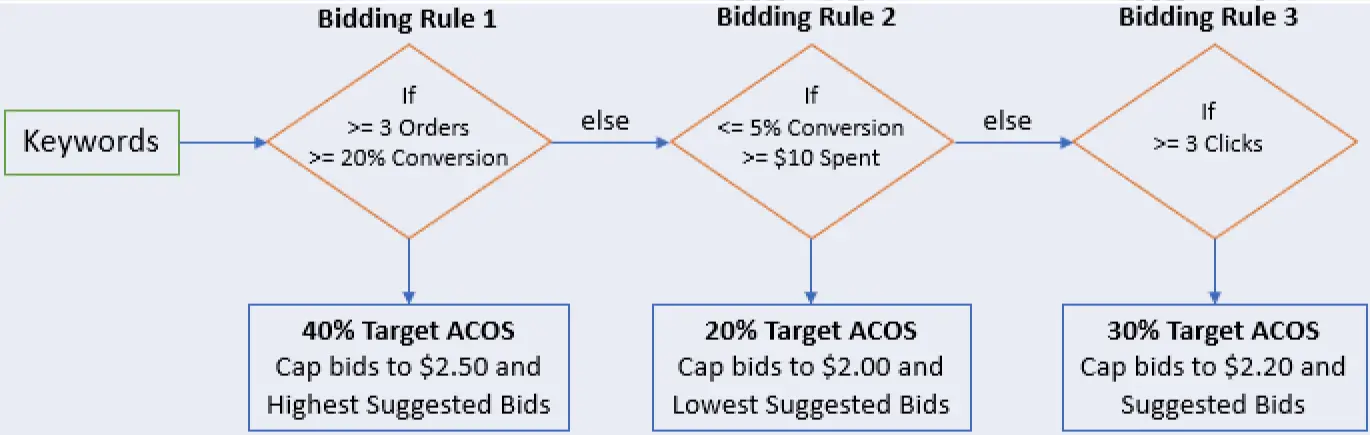 Bidding Rule 1
Bidding Rule 2
Bidding Rule 3
Keywords
If
>= 3 Orders
>= 20% Conversion
else
If
<= 5% Conversion
>= $10 Spent
else
If
>= 3 Clicks
40% Target ACOS
Cap bids to $2.50 and
Highest Suggested Bids
20% Target ACOS
Cap bids to $2.00 and
Lowest Suggested Bids
30% Target ACOS
Cap bids to $2.20 and
Suggested Bids